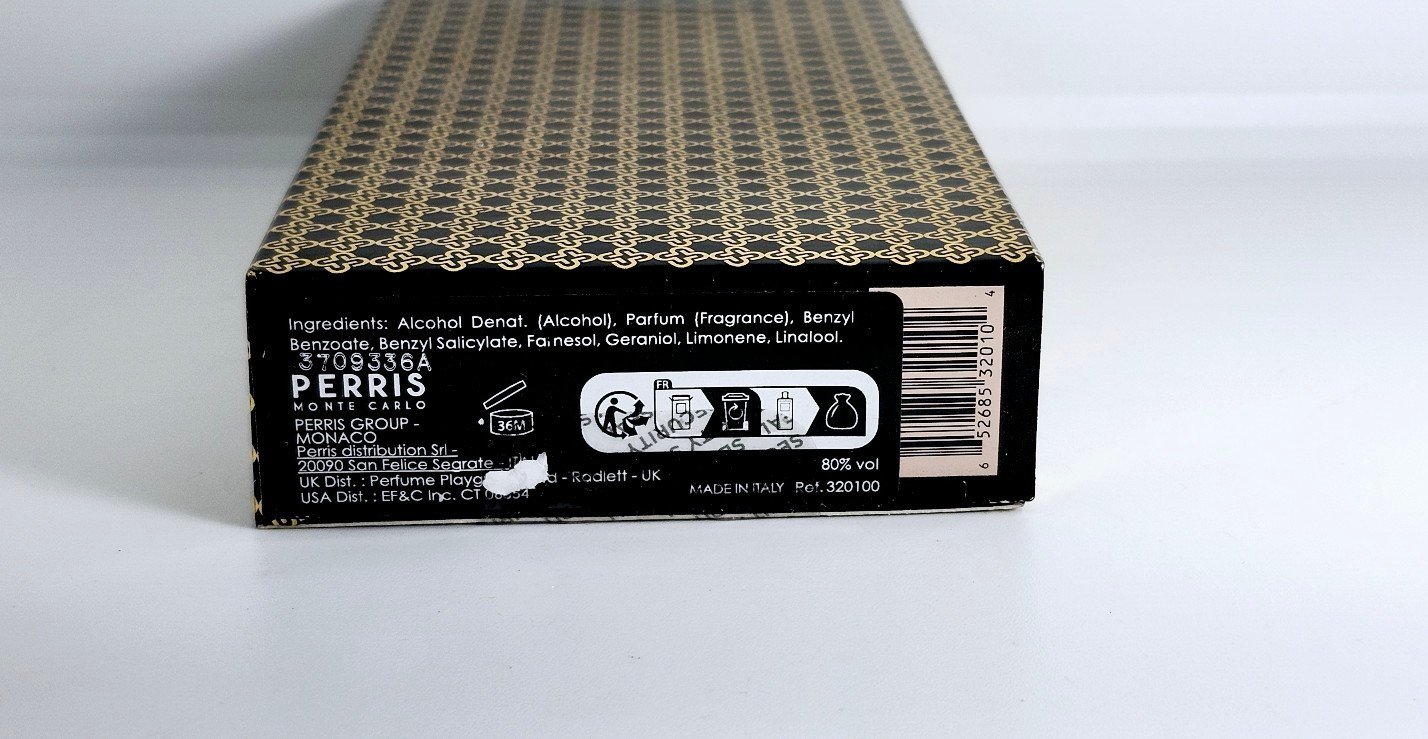 Ingredients: Alcohol Denat. (Alcohol), Parfum (Fragrance), Benzyl
Benzoate, Benzyl Salicylate, Farnesol, Geraniol, Limonene, Linalool.
3709336A
PERRIS
MONTE CARLO
PERRIS GROUP -
MONACO
Perris distribution Srl -
20090 San Felice Segrate -
UK Dist. : Perfume - Radlett - UK
USA Dist. : EF&C Inc. CT
36M
FR
SECURITY
80% vol
MADE IN ITALY Ref. 320100
6 52685 32010 4